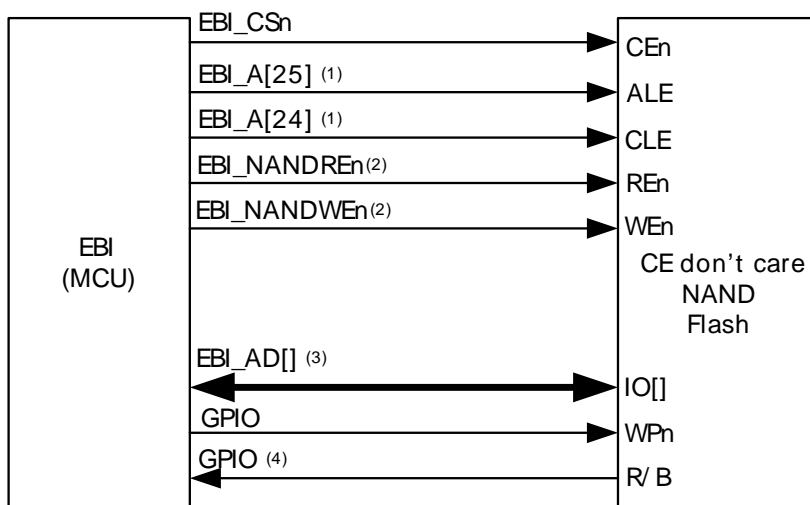 EBI_CSn
CEn
EBI_A[25] (1)
ALE
EBI_A[24] (1)
CLE
EBI_NANDREn(2)
REn
EBI_NANDWEn(2)
WEn
EBI
(MCU)
CE don't care
NAND
Flash
EBI_AD[] (3)
IO[]
GPIO
WPn
GPIO (4)
R/ B